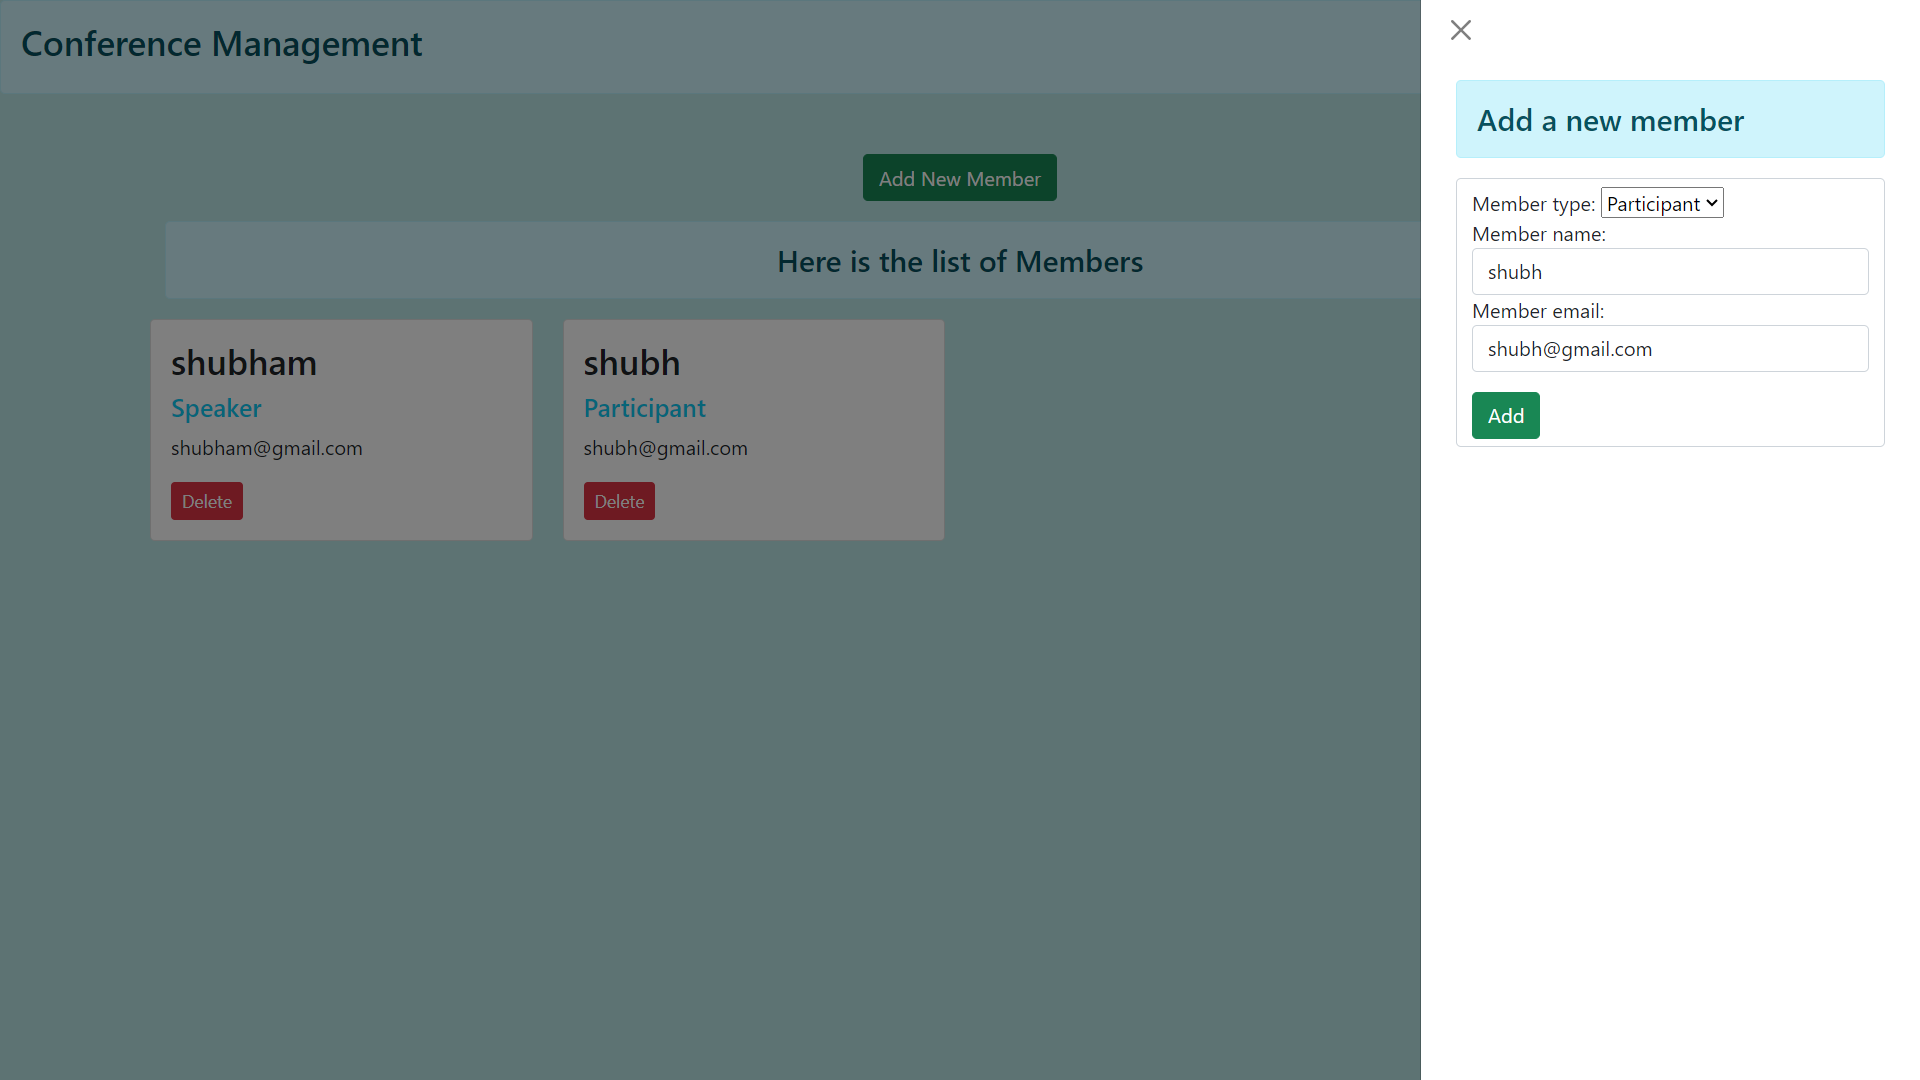 Conference Management
Add New Member
Here is the list of Members
shubham
Speaker
shubham@gmail.com
Delete
shubh
Participant
shubh@gmail.com
Delete
Add a new member
Member type: Participant
Member name:
shubh
Member email:
shubh@gmail.com
Add